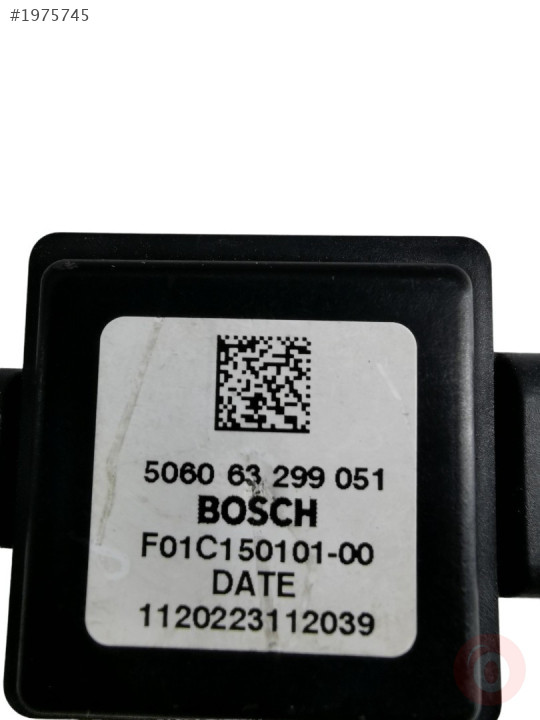 #1975745
5060 63 299 051
BOSCH
F01C150101-00
DATE
1120223112039